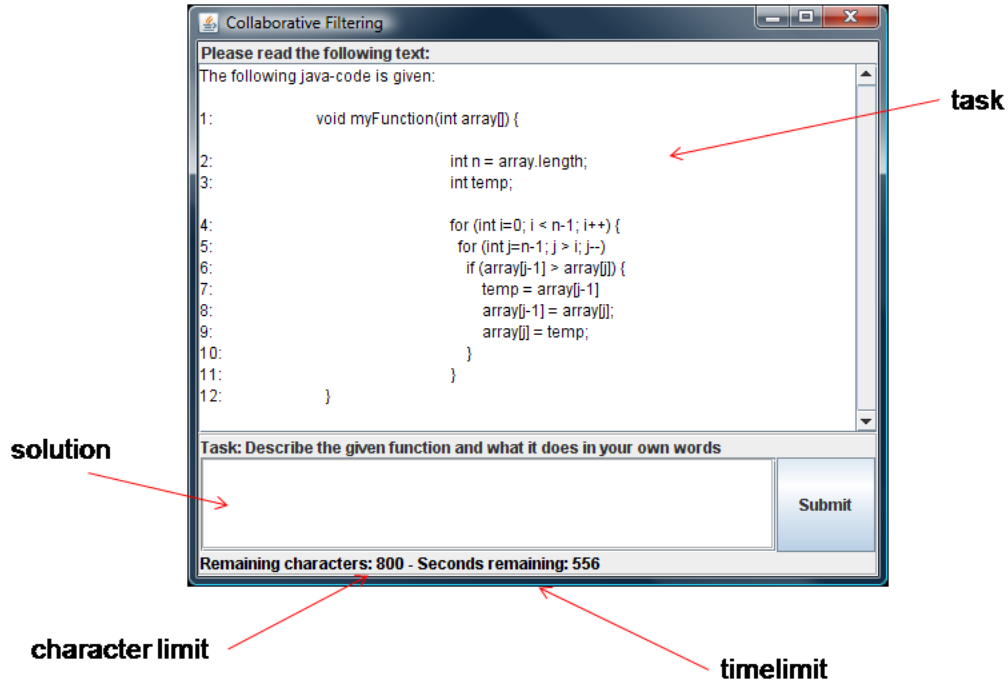 Collaborative Filtering
Please read the following text:
The following java-code is given:
1: void myFunction(int array[]) {
task
2: int n = array.length;
3: int temp;
4: for (int i=0; i < n-1; i++) {
5: for (int j=n-1; j > i; j--)
6: if (array[j-1] > array[j]) {
7: temp = array[j-1]
8: array[j-1] = array[j];
9: array[j] = temp;
10: }
11: }
12: }
solution
Task: Describe the given function and what it does in your own words
Submit
Remaining characters: 800 - Seconds remaining: 556
character limit
timelimit